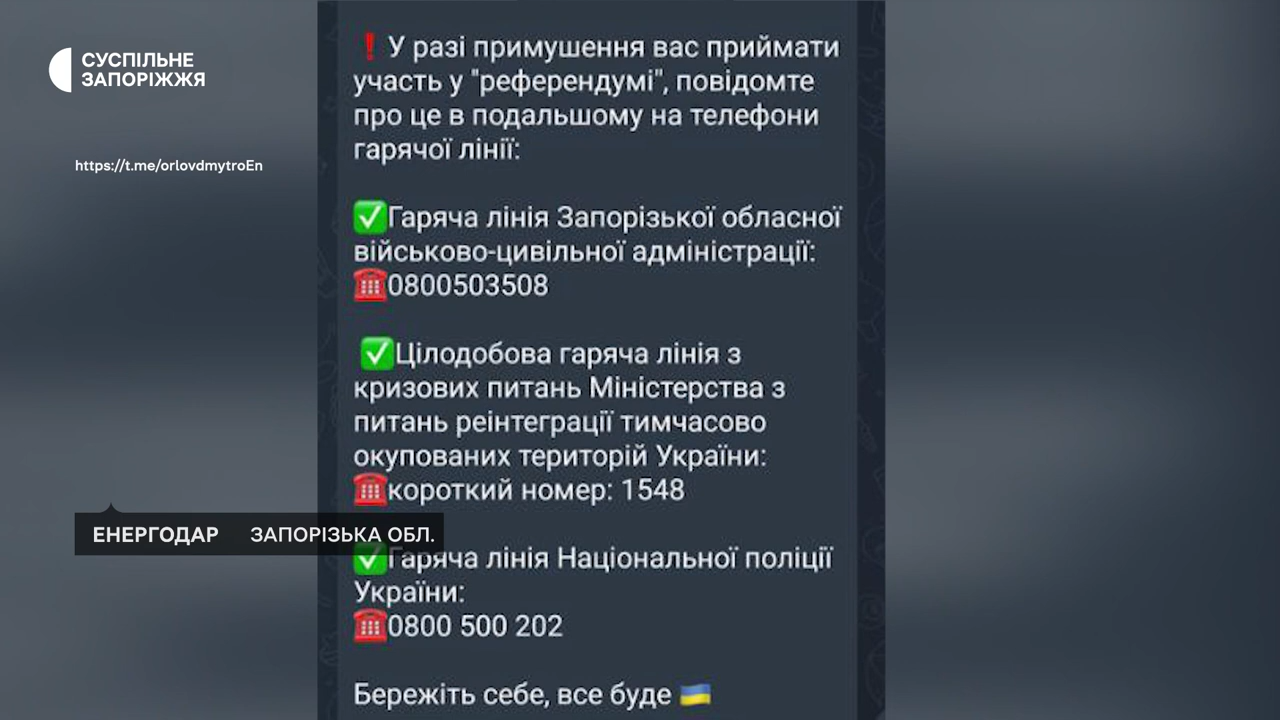 СУСПІЛЬНЕ
ЗАПОРІЖЖЯ
https://t.me/orlovdmytroEn
❗У разі примушення вас приймати
участь у "референдумі", повідомте
про це в подальшому на телефони
гарячої лінії:
✅Гаряча лінія Запорізької обласної
військово-цивільної адміністрації:
☎️0800503508
✅Цілодобова гаряча лінія з
кризових питань Міністерства з
питань реінтеграції тимчасово
окупованих територій України:
☎️короткий номер: 1548
ЕНЕРГОДАР ЗАПОРІЗЬКА ОБЛ.
✅Гаряча лінія Національної поліції
України:
☎️0800 500 202
Бережіть себе, все буде 🇺🇦